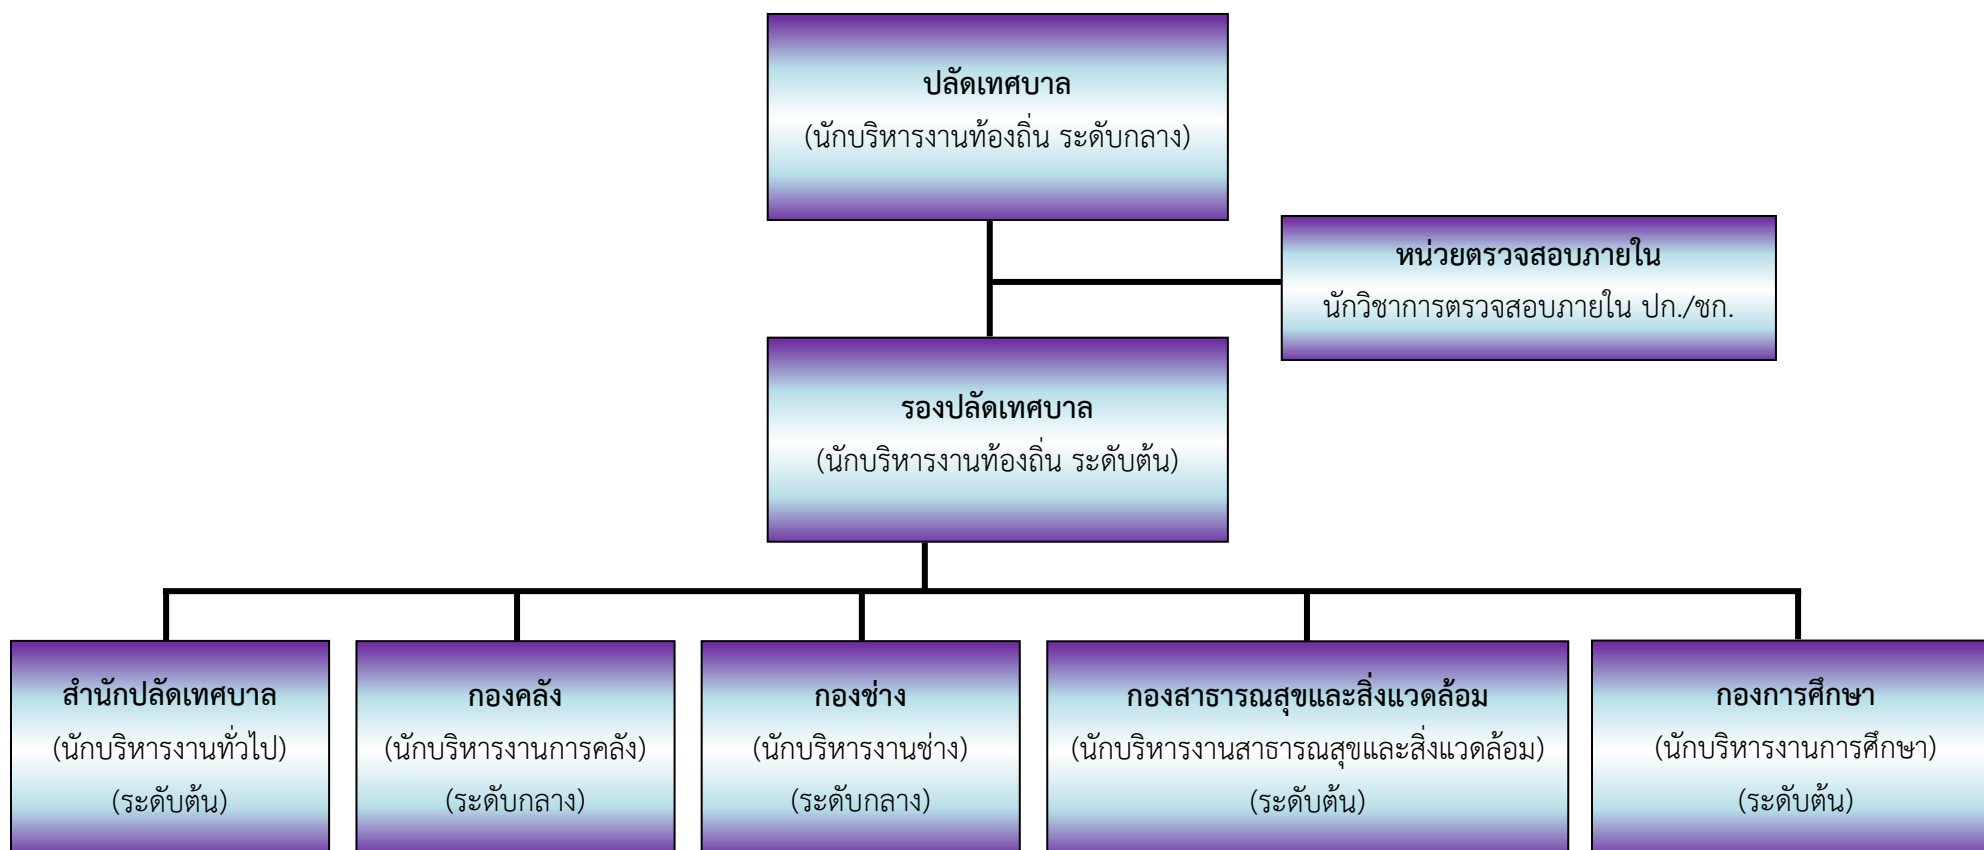 ปลัดเทศบาล
(นักบริหารงานท้องถิ่น ระดับกลาง)
หน่วยตรวจสอบภายใน
นักวิชาการตรวจสอบภายใน ปก./ชก.
รองปลัดเทศบาล
(นักบริหารงานท้องถิ่น ระดับต้น)
สำนักปลัดเทศบาล
(นักบริหารงานทั่วไป)
(ระดับต้น)
กองคลัง
(นักบริหารงานการคลัง)
(ระดับกลาง)
กองช่าง
(นักบริหารงานช่าง)
(ระดับกลาง)
กองสาธารณสุขและสิ่งแวดล้อม
(นักบริหารงานสาธารณสุขและสิ่งแวดล้อม)
(ระดับต้น)
กองการศึกษา
(นักบริหารงานการศึกษา)
(ระดับต้น)